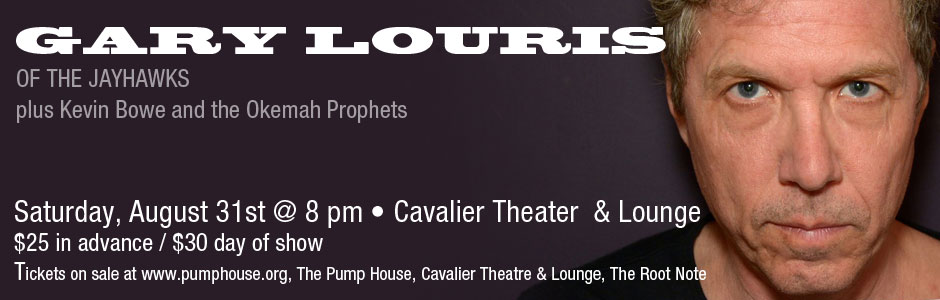 GARY LOURIS
OF THE JAYHAWKS
plus Kevin Bowe and the Okemah Prophets
Saturday, August 31st @ 8 pm • Cavalier Theater & Lounge
$25 in advance / $30 day of show
Tickets on sale at www.pumphouse.org, The Pump House, Cavalier Theatre & Lounge, The Root Note